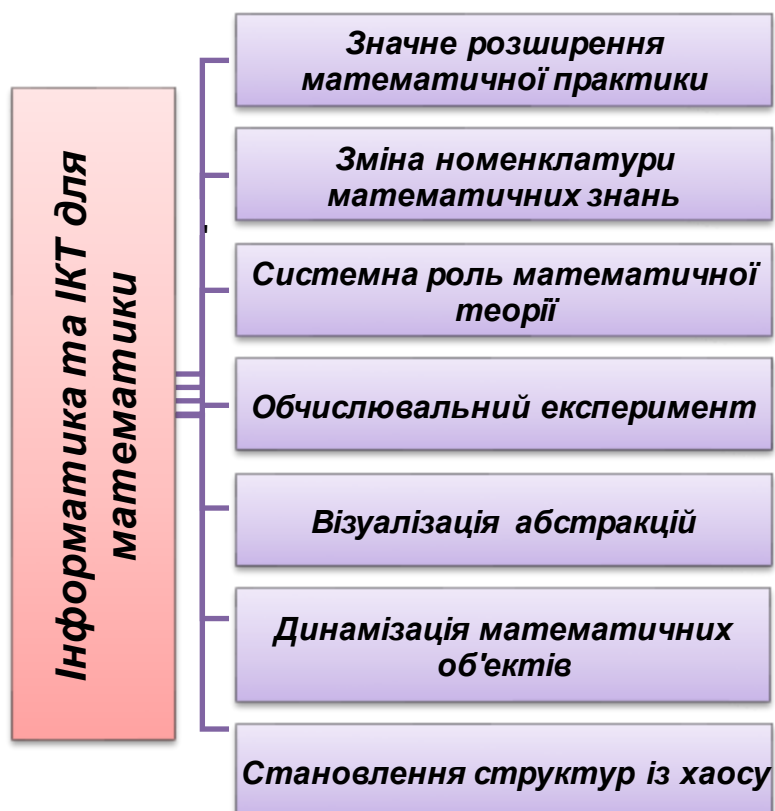 Інформатика та ІКТ для
математики
Значне розширення
математичної практики
Зміна номенклатури
математичних знань
Системна роль математичної
теорії
Обчислювальний експеримент
Візуалізація абстракцій
Динамізація математичних
об'ектів
Становлення структур із хаосу